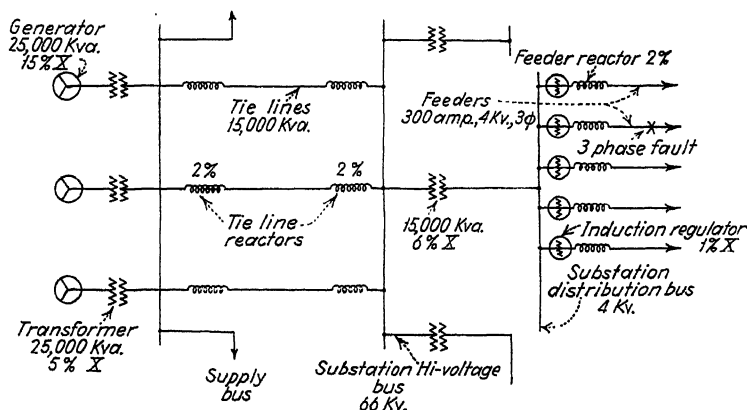 Generator
25,000 Kva.
15% X
Tie lines
15,000 Kva.
Feeder reactor 2%
Feeders
300 amp., 4 Kv., 3ϕ
3 phase fault
2%
2%
Tie line
reactors
15,000 Kva.
6% X
Induction regulator
1% X
Transformer
25,000 Kva.
5% X
Supply
bus
Substation Hi-voltage
bus
66 Kv.
Substation
distribution bus
4 Kv.